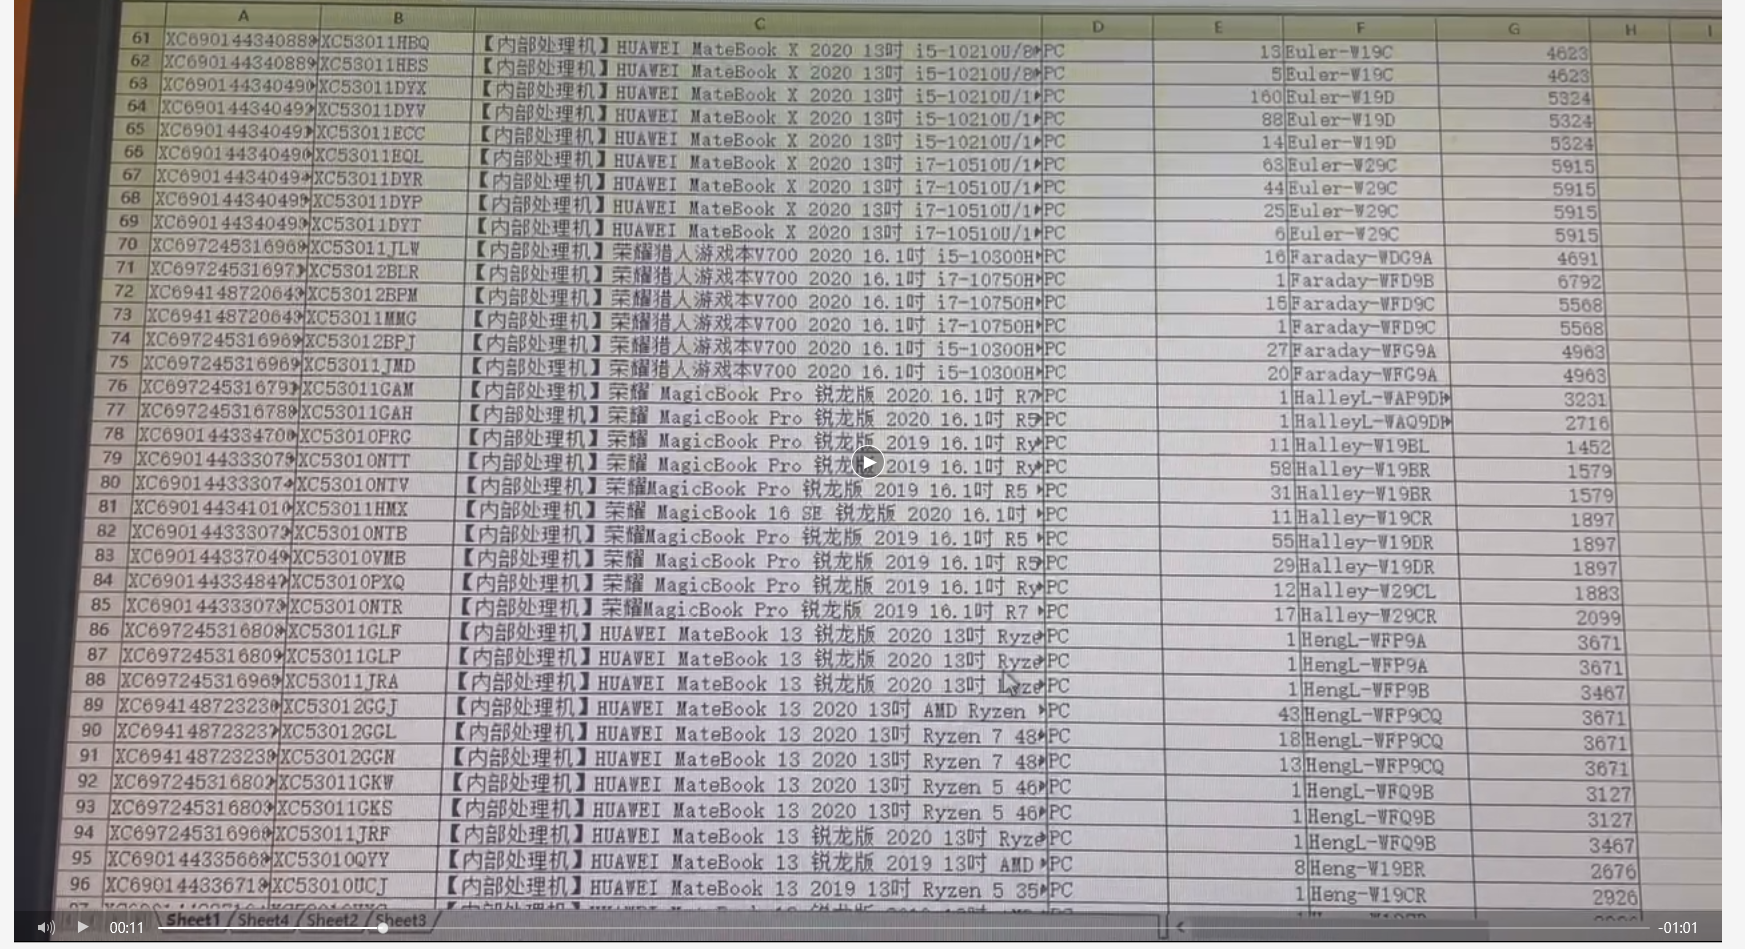 A B C D E F G H I
61 XC690144340889 XC53011HBQ 【内部处理机】HUAWEI MateBook X 2020 13吋 i5-10210U/8 PC 13 Euler-W19C 4623
62 XC690144340889 XC53011HBS 【内部处理机】HUAWEI MateBook X 2020 13吋 i5-10210U/8 PC 5 Euler-W19C 4623
63 XC690144340490 XC53011DYX 【内部处理机】HUAWEI MateBook X 2020 13吋 i5-10210U/1 PC 160 Euler-W19D 5324
64 XC69014434049 XC53011DYV 【内部处理机】HUAWEI MateBook X 2020 13吋 i5-10210U/1 PC 88 Euler-W19D 5324
65 XC69014434049 XC53011ECC 【内部处理机】HUAWEI MateBook X 2020 13吋 i5-10210U/1 PC 14 Euler-W19D 5324
66 XC69014434049 XC53011EQL 【内部处理机】HUAWEI MateBook X 2020 13吋 i7-10510U/1 PC 63 Euler-W29C 5915
67 XC69014434049 XC53011DYR 【内部处理机】HUAWEI MateBook X 2020 13吋 i7-10510U/1 PC 44 Euler-W29C 5915
68 XC69014434049 XC53011DYP 【内部处理机】HUAWEI MateBook X 2020 13吋 i7-10510U/1 PC 25 Euler-W29C 5915
69 XC69014434049 XC53011DYT 【内部处理机】HUAWEI MateBook X 2020 13吋 i7-10510U/1 PC 6 Euler-W29C 5915
70 XC69724531696 XC53011JLW 【内部处理机】荣耀猎人游戏本V700 2020 16.1吋 i5-10300H PC 16 Faraday-WDG9A 4691
71 XC69724531697 XC53012BLR 【内部处理机】荣耀猎人游戏本V700 2020 16.1吋 i7-10750H PC 1 Faraday-WFD9B 6792
72 XC69414872064 XC53012BPM 【内部处理机】荣耀猎人游戏本V700 2020 16.1吋 i7-10750H PC 15 Faraday-WFD9C 5568
73 XC69414872064 XC53011MMG 【内部处理机】荣耀猎人游戏本V700 2020 16.1吋 i7-10750H PC 1 Faraday-WFD9C 5568
74 XC69724531696 XC53012BPJ 【内部处理机】荣耀猎人游戏本V700 2020 16.1吋 i5-10300H PC 27 Faraday-WFG9A 4963
75 XC69724531696 XC53011JMD 【内部处理机】荣耀猎人游戏本V700 2020 16.1吋 i5-10300H PC 20 Faraday-WFG9A 4963
76 XC69724531679 XC53011GAM 【内部处理机】荣耀 MagicBook Pro 锐龙版 2020 16.1吋 R7 PC 1 HalleyL-WAP9D 3231
77 XC69724531678 XC53011GAH 【内部处理机】荣耀 MagicBook Pro 锐龙版 2020 16.1吋 R5 PC 1 HalleyL-WAQ9D 2716
78 XC69014433470 XC53010PRG 【内部处理机】荣耀 MagicBook Pro 锐龙版 2019 16.1吋 Ry PC 11 Halley-W19BL 1452
79 XC69014433307 XC53010NTT 【内部处理机】荣耀 MagicBook Pro 锐龙版 2019 16.1吋 Ry PC 58 Halley-W19BR 1579
80 XC69014433307 XC53010NTV 【内部处理机】荣耀MagicBook Pro 锐龙版 2019 16.1吋 R5 PC 31 Halley-W19BR 1579
81 XC69014434101 XC53011HMX 【内部处理机】荣耀 MagicBook 16 SE 锐龙版 2020 16.1吋 PC 11 Halley-W19CR 1897
82 XC69014433307 XC53010NTB 【内部处理机】荣耀MagicBook Pro 锐龙版 2019 16.1吋 R5 PC 55 Halley-W19DR 1897
83 XC69014433704 XC53010VMB 【内部处理机】荣耀 MagicBook Pro 锐龙版 2019 16.1吋 R5 PC 29 Halley-W19DR 1897
84 XC69014433484 XC53010PXQ 【内部处理机】荣耀 MagicBook Pro 锐龙版 2019 16.1吋 Ry PC 12 Halley-W29CL 1883
85 XC69014433307 XC53010NTR 【内部处理机】荣耀MagicBook Pro 锐龙版 2019 16.1吋 R7 PC 17 Halley-W29CR 2099
86 XC69724531680 XC53011GLF 【内部处理机】HUAWEI MateBook 13 锐龙版 2020 13吋 Ryze PC 1 HengL-WFP9A 3671
87 XC69724531680 XC53011GLP 【内部处理机】HUAWEI MateBook 13 锐龙版 2020 13吋 Ryze PC 1 HengL-WFP9A 3671
88 XC69724531696 XC53011JRA 【内部处理机】HUAWEI MateBook 13 锐龙版 2020 13吋 Ryze PC 1 HengL-WFP9B 3467
89 XC69414872323 XC53012GGJ 【内部处理机】HUAWEI MateBook 13 2020 13吋 AMD Ryzen PC 43 HengL-WFP9CQ 3671
90 XC69414872323 XC53012GGL 【内部处理机】HUAWEI MateBook 13 2020 13吋 Ryzen 7 48 PC 18 HengL-WFP9CQ 3671
91 XC69414872323 XC53012GGN 【内部处理机】HUAWEI MateBook 13 2020 13吋 Ryzen 7 48 PC 13 HengL-WFP9CQ 3671
92 XC69724531680 XC53011GKW 【内部处理机】HUAWEI MateBook 13 2020 13吋 Ryzen 5 46 PC 1 HengL-WFQ9B 3127
93 XC69724531680 XC53011GKS 【内部处理机】HUAWEI MateBook 13 2020 13吋 Ryzen 5 46 PC 1 HengL-WFQ9B 3127
94 XC69724531696 XC53011JRF 【内部处理机】HUAWEI MateBook 13 锐龙版 2020 13吋 Ryze PC 1 HengL-WFQ9B 3467
95 XC69014433566 XC53010QYY 【内部处理机】HUAWEI MateBook 13 锐龙版 2019 13吋 AMD PC 8 Heng-W19BR 2676
96 XC69014433671 XC53010UCJ 【内部处理机】HUAWEI MateBook 13 2019 13吋 Ryzen 5 35 PC 1 Heng-W19CR 2926
Sheet1 Sheet4 Sheet2 Sheet3
00:11 -01:01